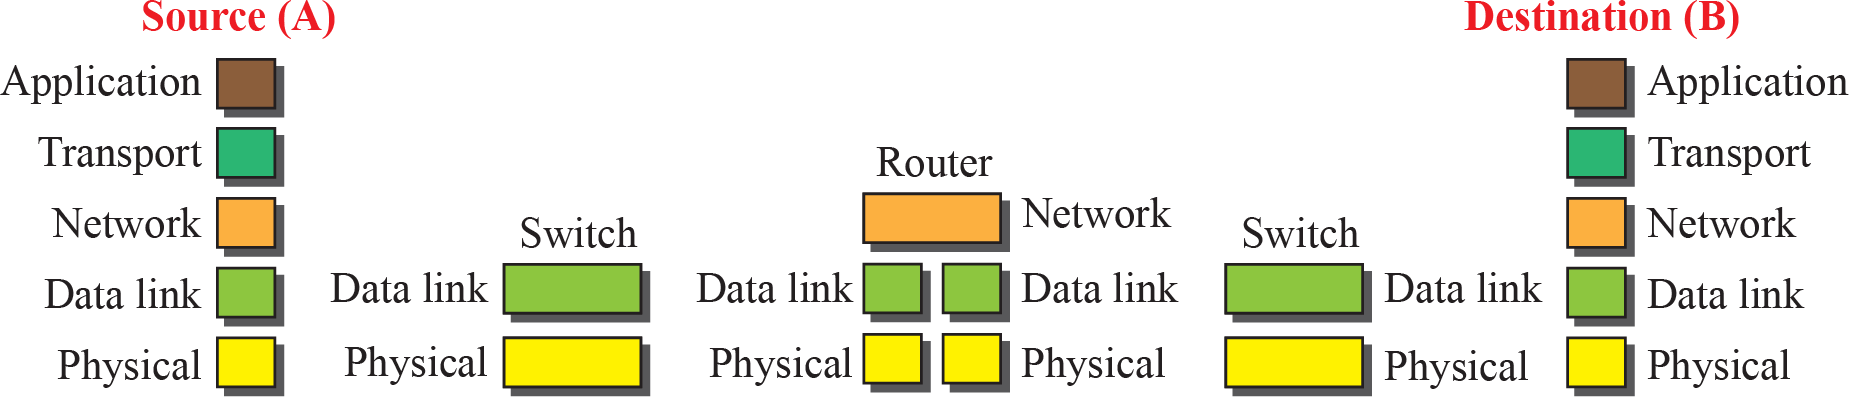 Source (A)
Application
Transport
Network
Data link
Physical
Switch
Data link
Physical
Router
Network
Data link
Data link
Physical
Physical
Switch
Data link
Physical
Destination (B)
Application
Transport
Network
Data link
Physical